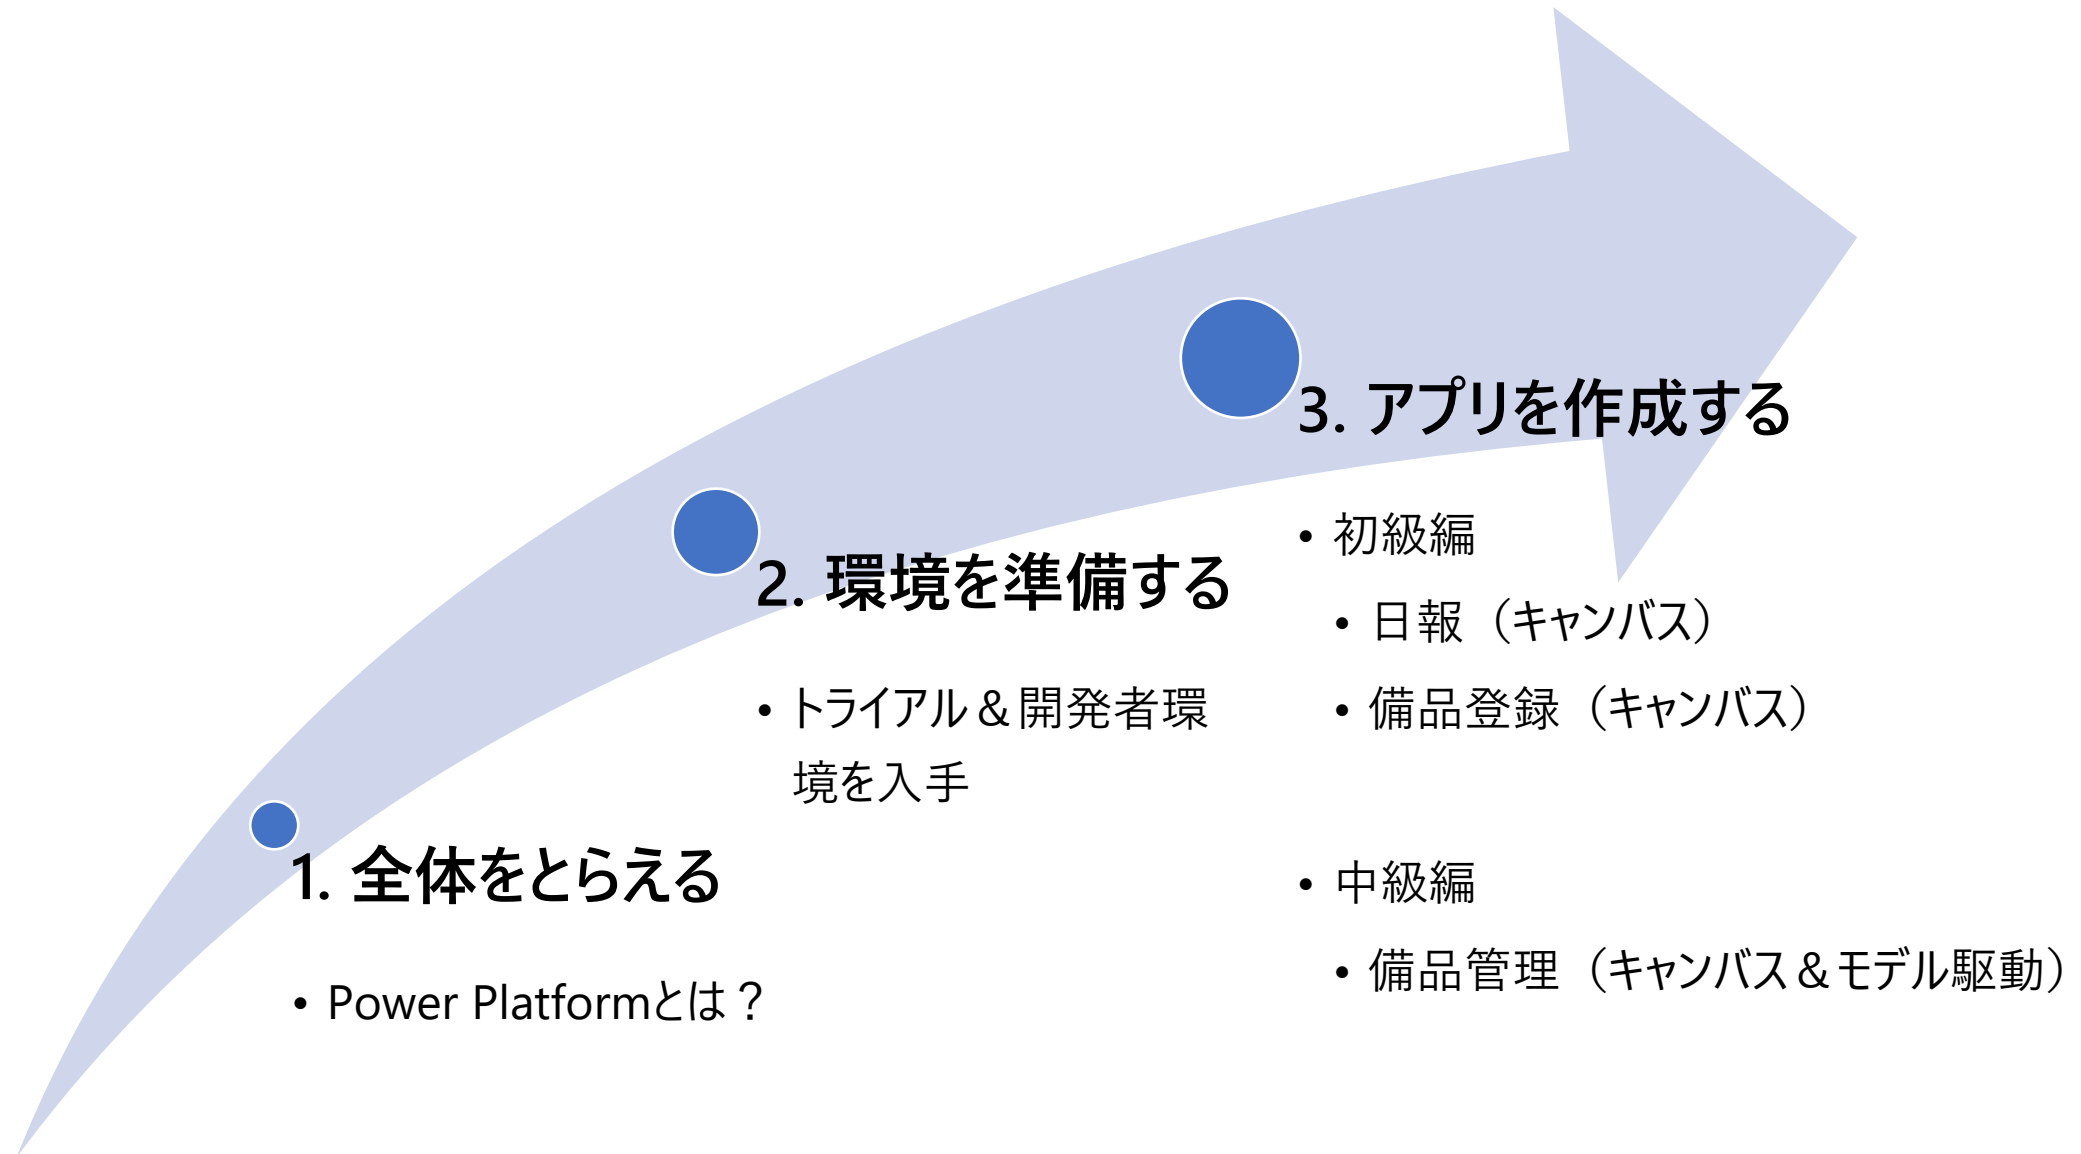 1. 全体をとらえる
• Power Platformとは？
2. 環境を準備する
• トライアル＆開発者環
境を入手
3. アプリを作成する
• 初級編
• 日報（キャンバス）
• 備品登録（キャンバス）
• 中級編
• 備品管理（キャンバス＆モデル駆動）